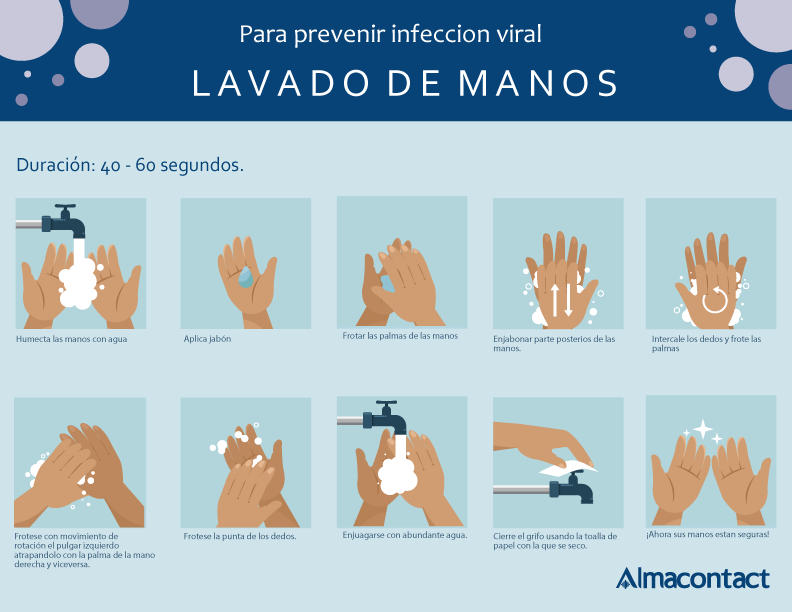 Para prevenir infeccion viral
LAVADO DE MANOS
Duración: 40 - 60 segundos.
Humecta las manos con agua
Aplica jabón
Frotar las palmas de las manos
Enjabonar parte posterios de las
manos.
Intercale los dedos y frote las
palmas
Frotese con movimiento de
rotación el pulgar izquierdo
atrapandolo con la palma de la mano
derecha y viceversa.
Frotese la punta de los dedos.
Enjuagarse con abundante agua.
Cierre el grifo usando la toalla de
papel con la que se seco.
¡Ahora sus manos estan seguras!
Almacontact